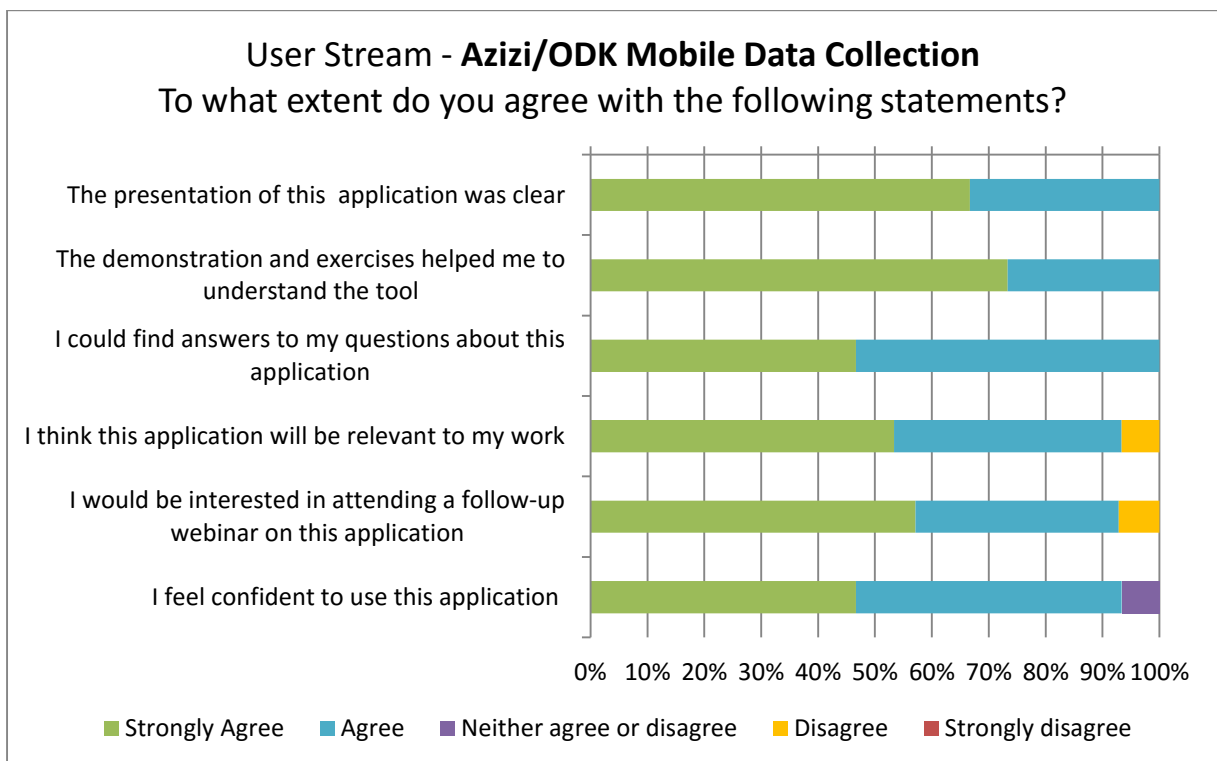 User Stream - Azizi/ODK Mobile Data Collection
To what extent do you agree with the following statements?
The presentation of this  application was clear
The demonstration and exercises helped me to
understand the tool
I could find answers to my questions about this
application
I think this application will be relevant to my work
I would be interested in attending a follow-up
webinar on this application
I feel confident to use this application
0% 10% 20% 30% 40% 50% 60% 70% 80% 90% 100%
Strongly Agree Agree Neither agree or disagree Disagree Strongly disagree